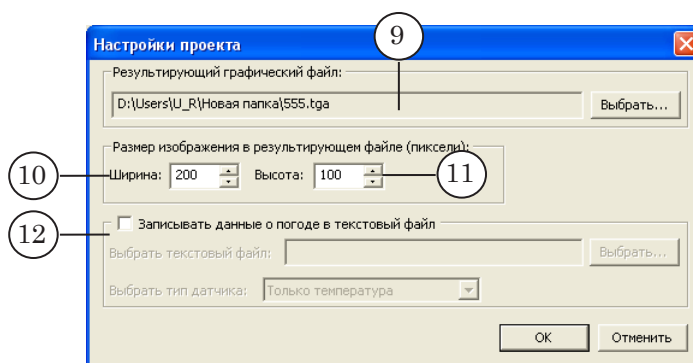 9
Настройки проекта
Результирующий графический файл:
D:\Users\U_R\Новая папка\555.tga
Выбрать...
Размер изображения в результирующем файле (пиксели):
10
Ширина: 200 Высота: 100
11
12
Записывать данные о погоде в текстовый файл
Выбрать текстовый файл:
Выбрать...
Выбрать тип датчика: Только температура
OK Отменить